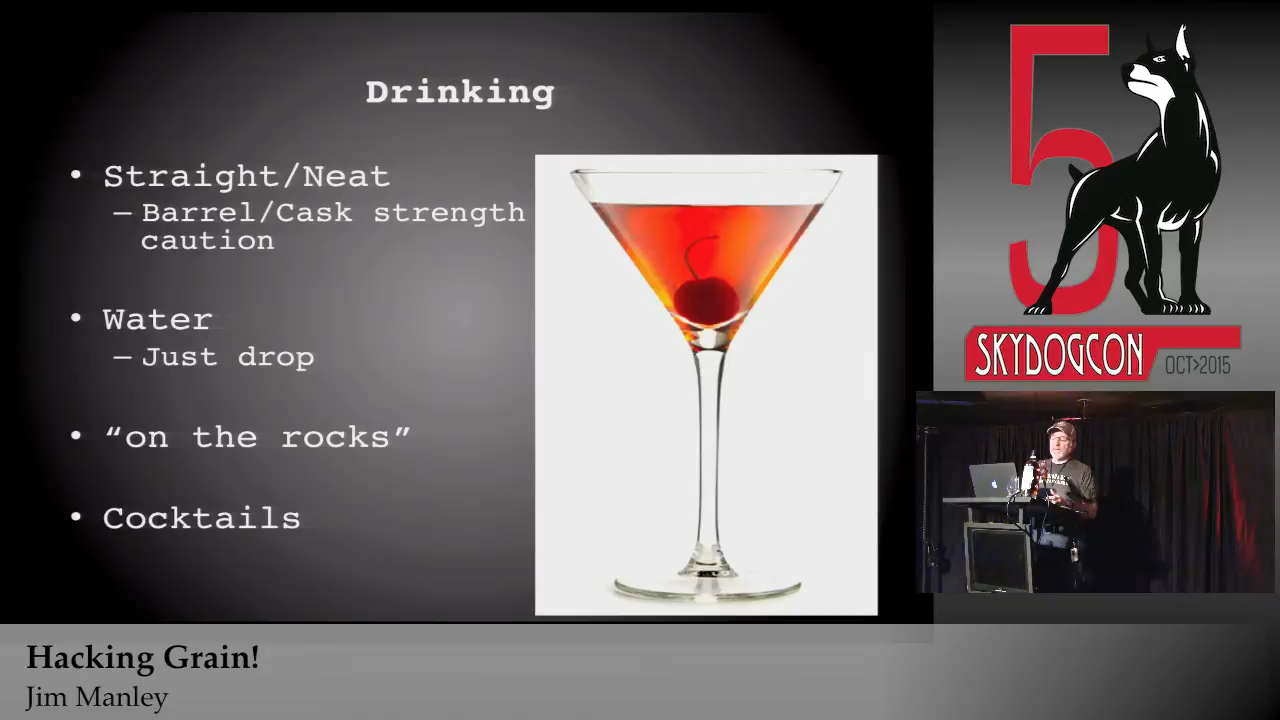 Drinking
• Straight/Neat
– Barrel/Cask strength
caution
• Water
– Just drop
• “on the rocks”
• Cocktails
5
SKYDOGCON
OCT>2015
Hacking Grain!
Jim Manley